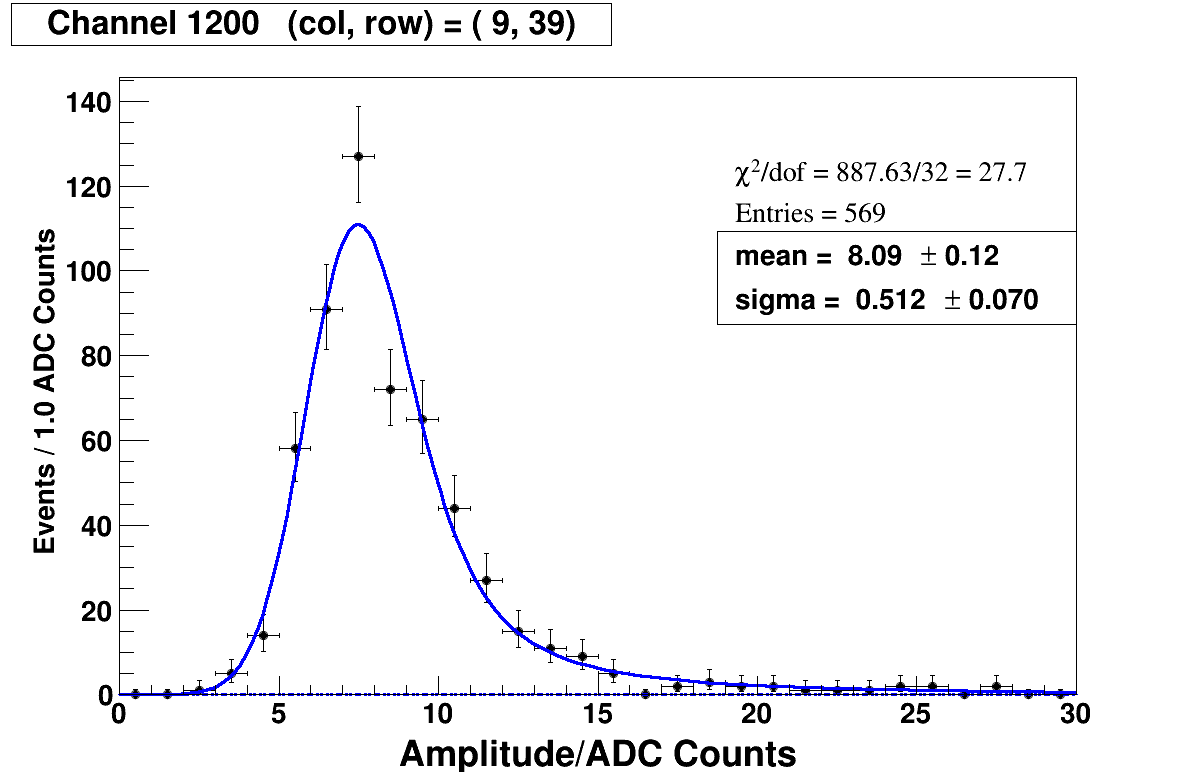 Channel 1200 (col, row) = ( 9, 39)
140
120
100
80
60
40
20
0
Events / 1.0 ADC Counts
χ²/dof = 887.63/32 = 27.7
Entries = 569
mean = 8.09 ± 0.12
sigma = 0.512 ± 0.070
0 5 10 15 20 25 30
Amplitude/ADC Counts